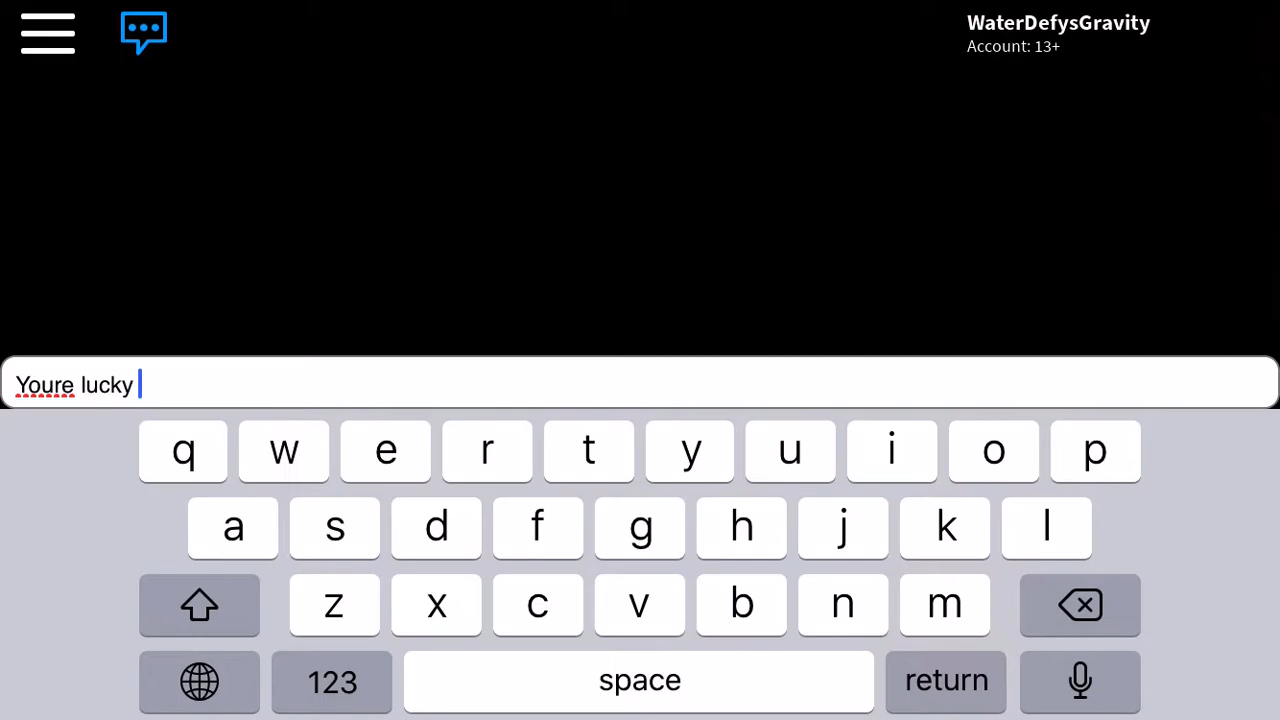 WaterDefysGravity
Account: 13+
Youre lucky
q w e r t y u i o p
a s d f g h j k l
z x c v b n m
123 space return